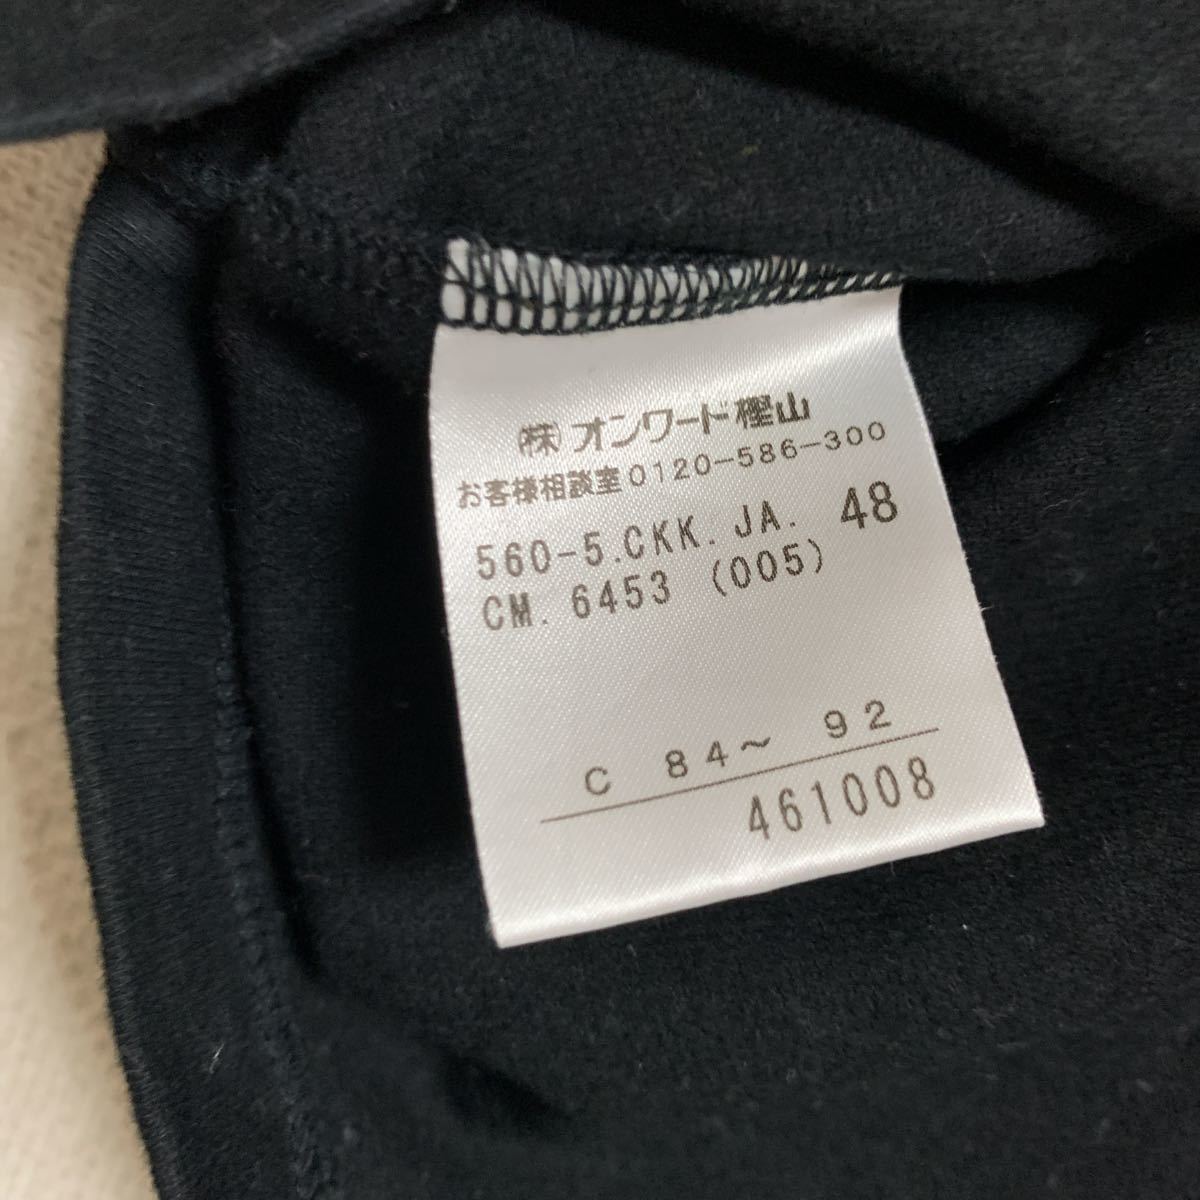 ㈱オンワード樫山
お客様相談室0120-586-300
560-5.CKK.JA. 48
CM. 6453 (005)
C 84～ 92
461008